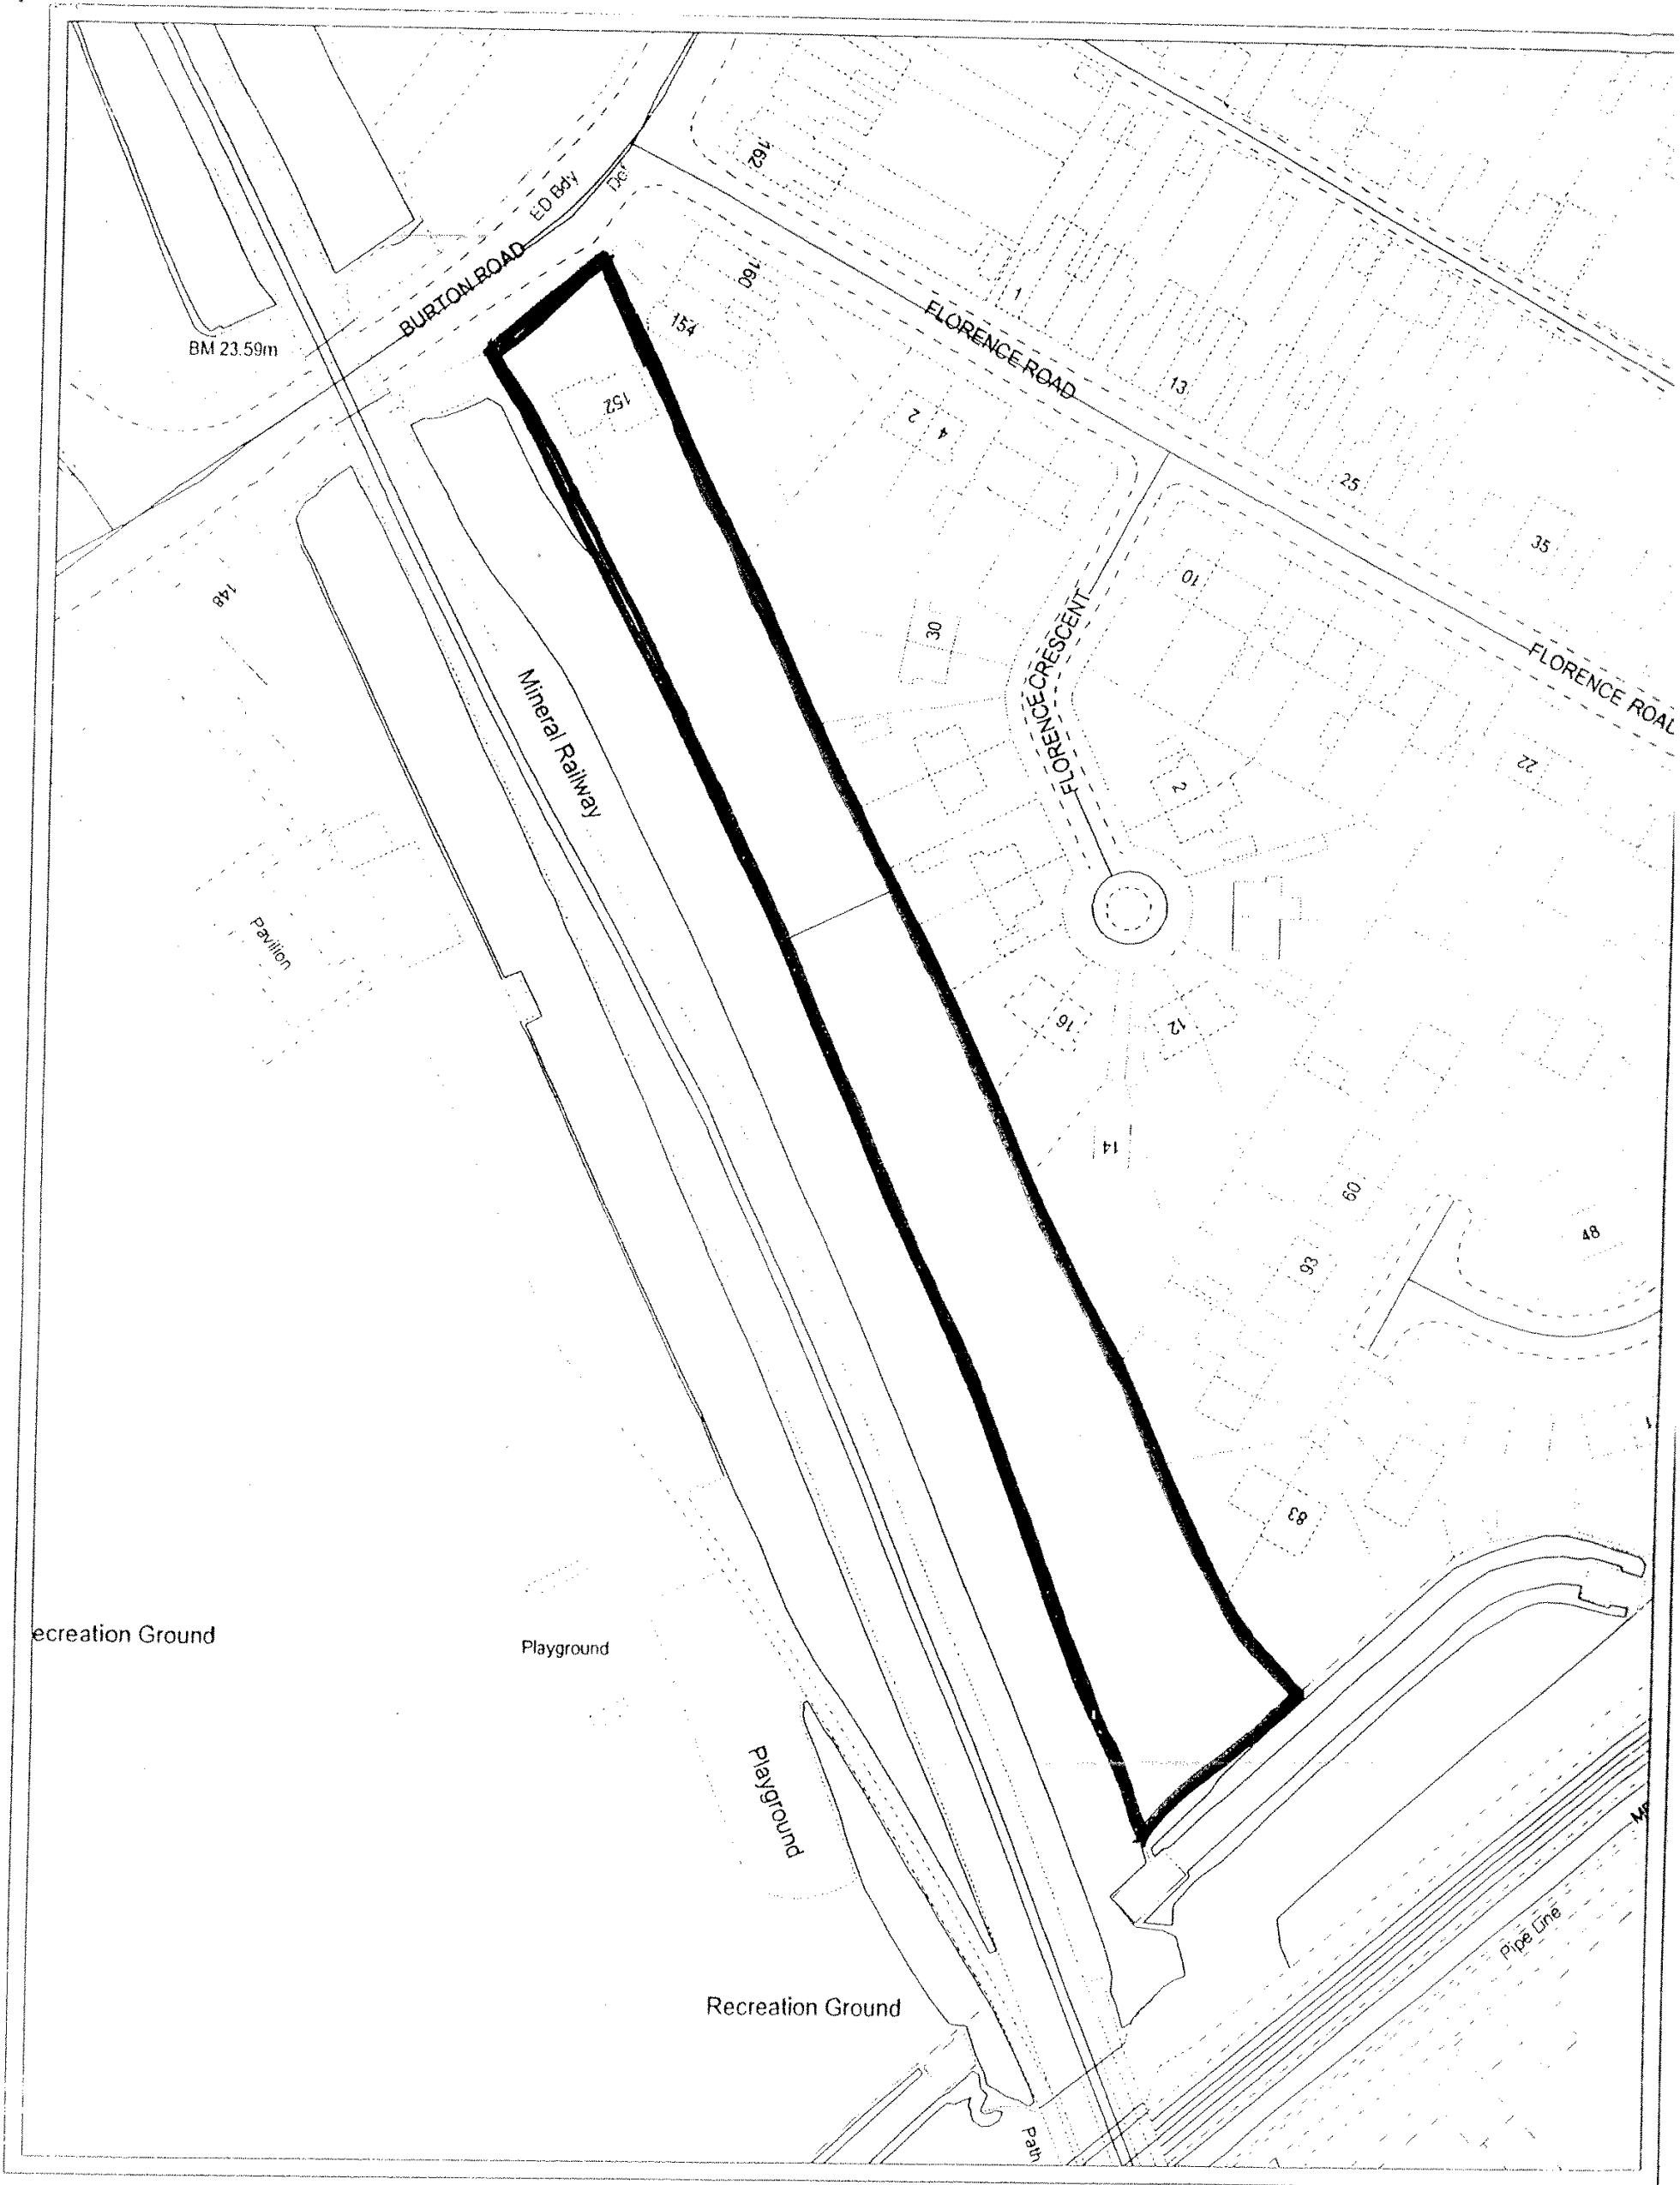 162
ED Bdy
Def
BURTON ROAD
BM 23.59m
160
154
152
1
FLORENCE ROAD
13
2
4
25
35
10
148
30
FLORENCE CRESCENT
FLORENCE ROAD
22
2
Mineral Railway
Pavilion
16
12
14
60
48
93
1
83
ecreation Ground
Playground
Playground
Pipe Line
Recreation Ground
Path